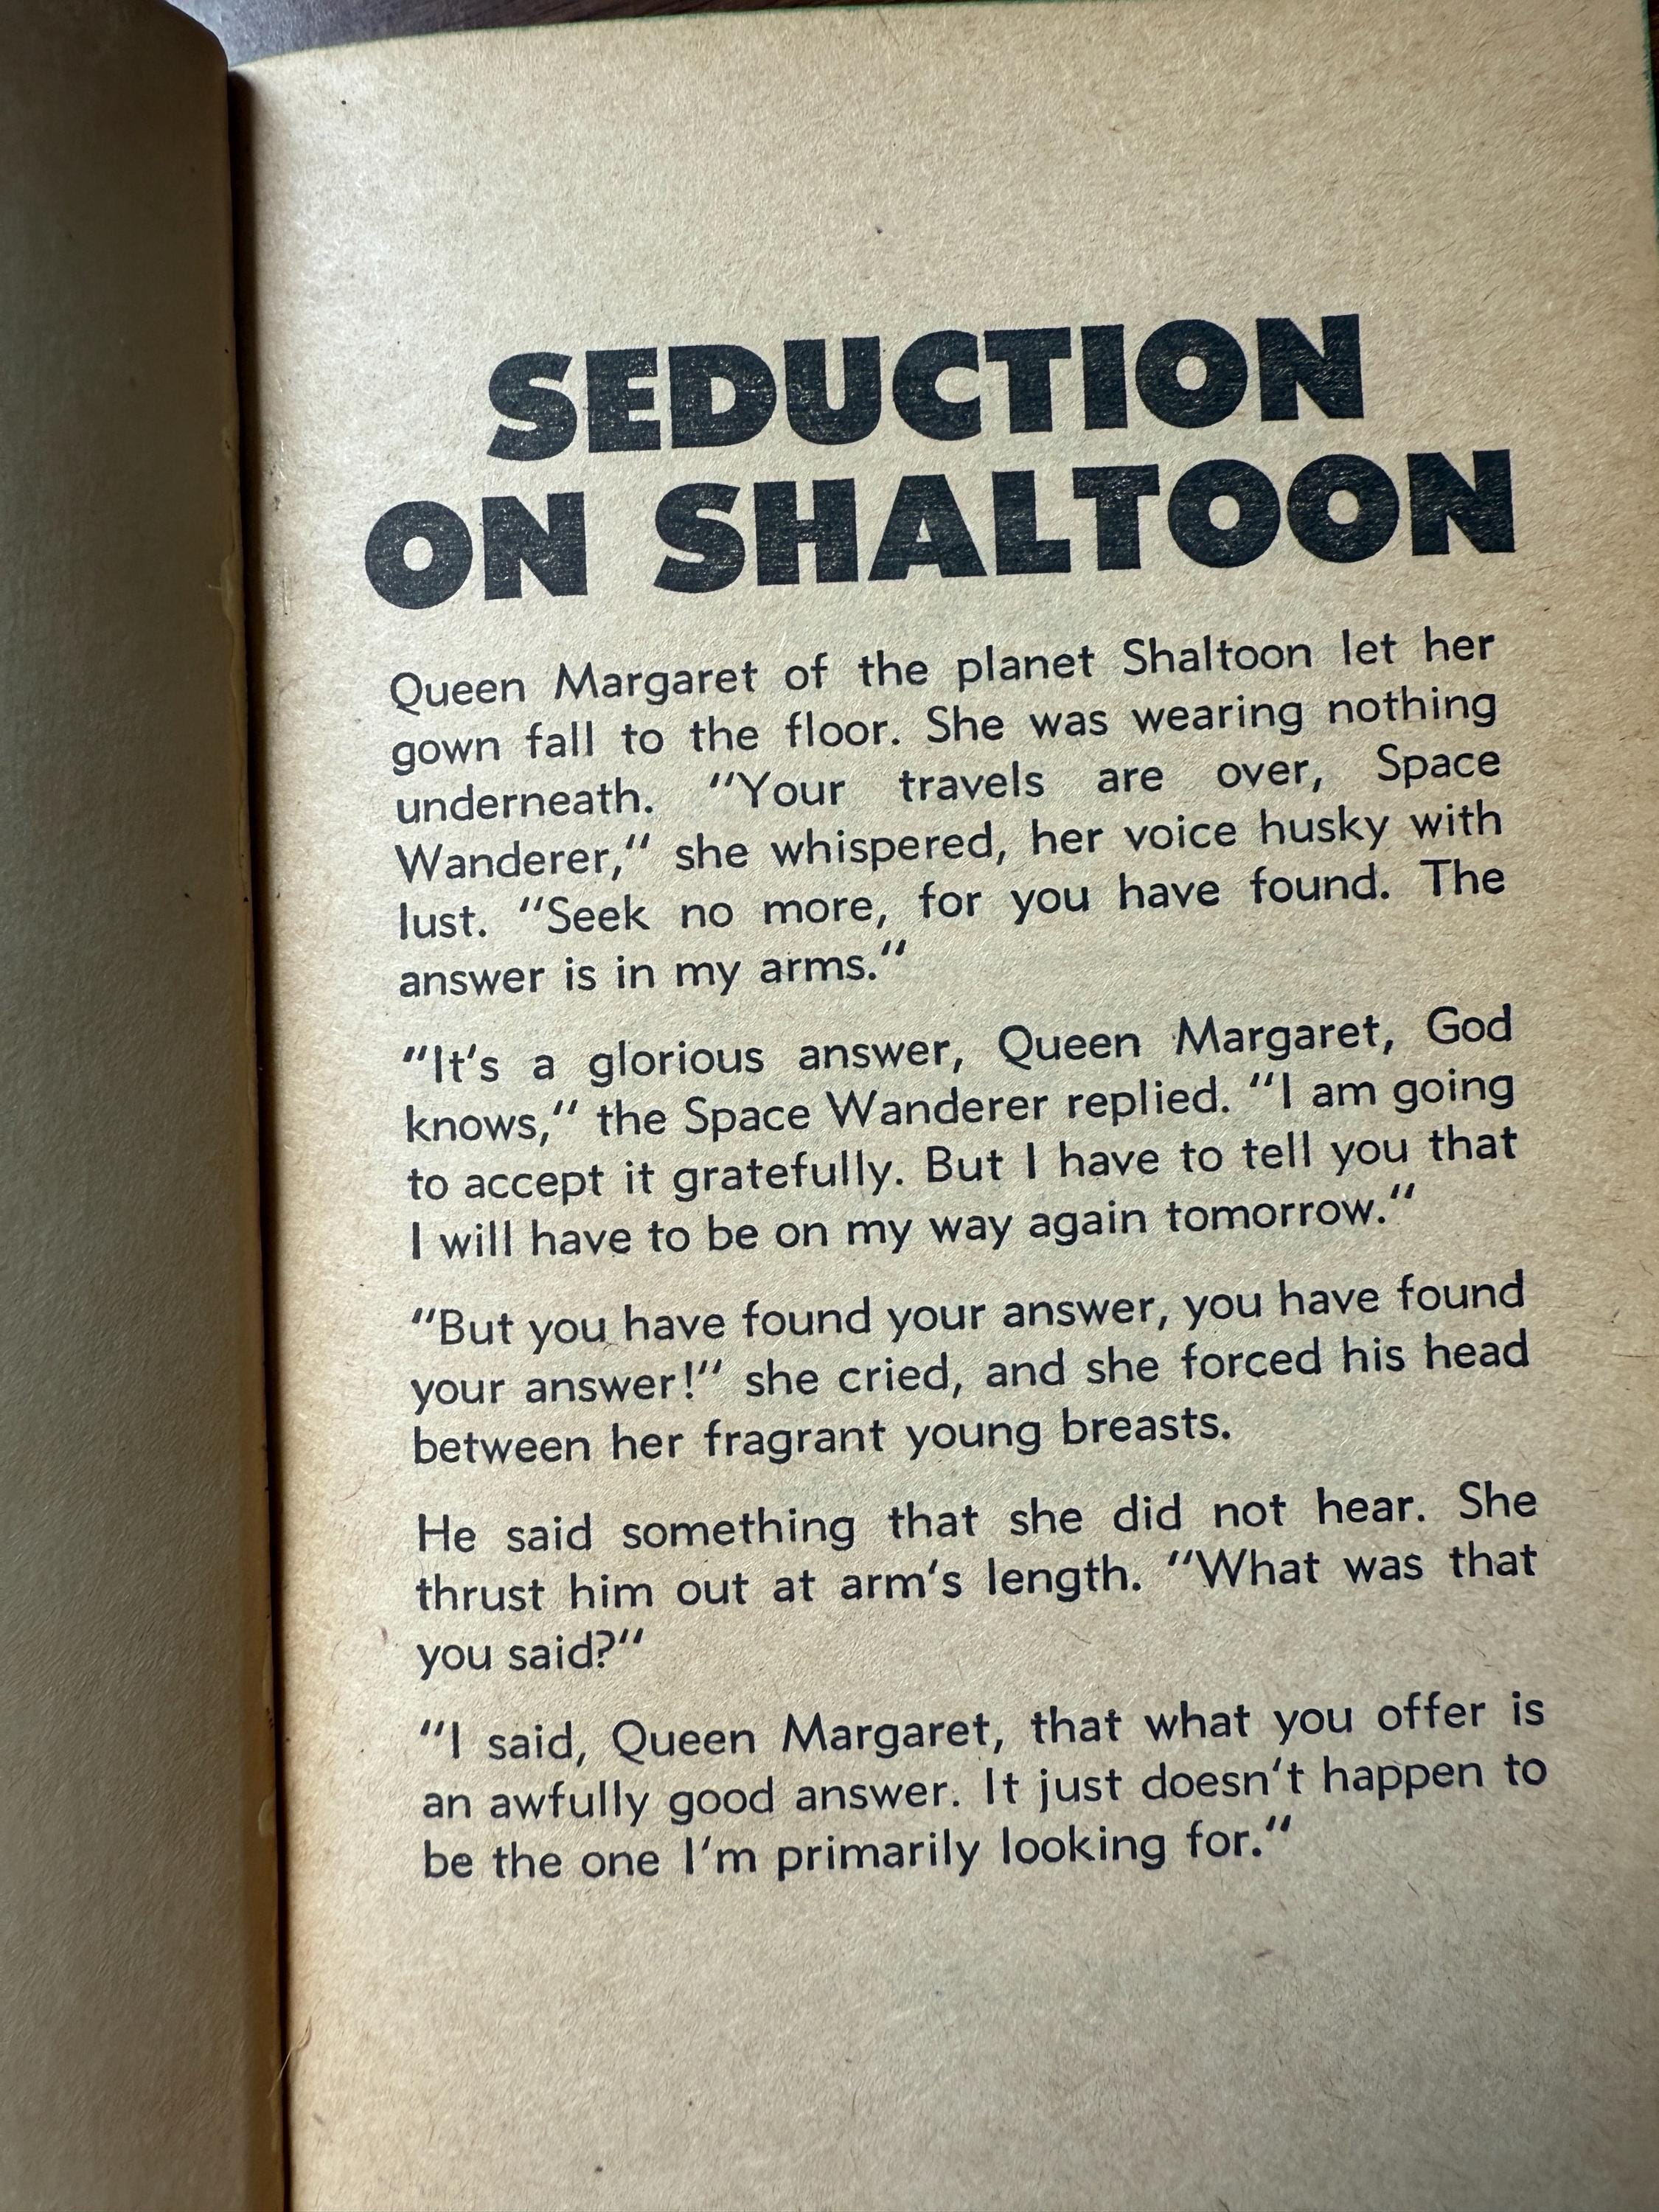 SEDUCTION
ON SHALTOON
Queen Margaret of the planet Shaltoon let her
gown fall to the floor. She was wearing nothing
underneath. "Your travels are over, Space
Wanderer," she whispered, her voice husky with
lust. "Seek no more, for you have found. The
answer is in my arms."
"It's a glorious answer, Queen Margaret, God
knows," the Space Wanderer replied. "I am going
to accept it gratefully. But I have to tell you that
I will have to be on my way again tomorrow."
"But you have found your answer, you have found
your answer!" she cried, and she forced his head
between her fragrant young breasts.
He said something that she did not hear. She
thrust him out at arm's length. "What was that
you said?"
"I said, Queen Margaret, that what you offer is
an awfully good answer. It just doesn't happen to
be the one I'm primarily looking for."